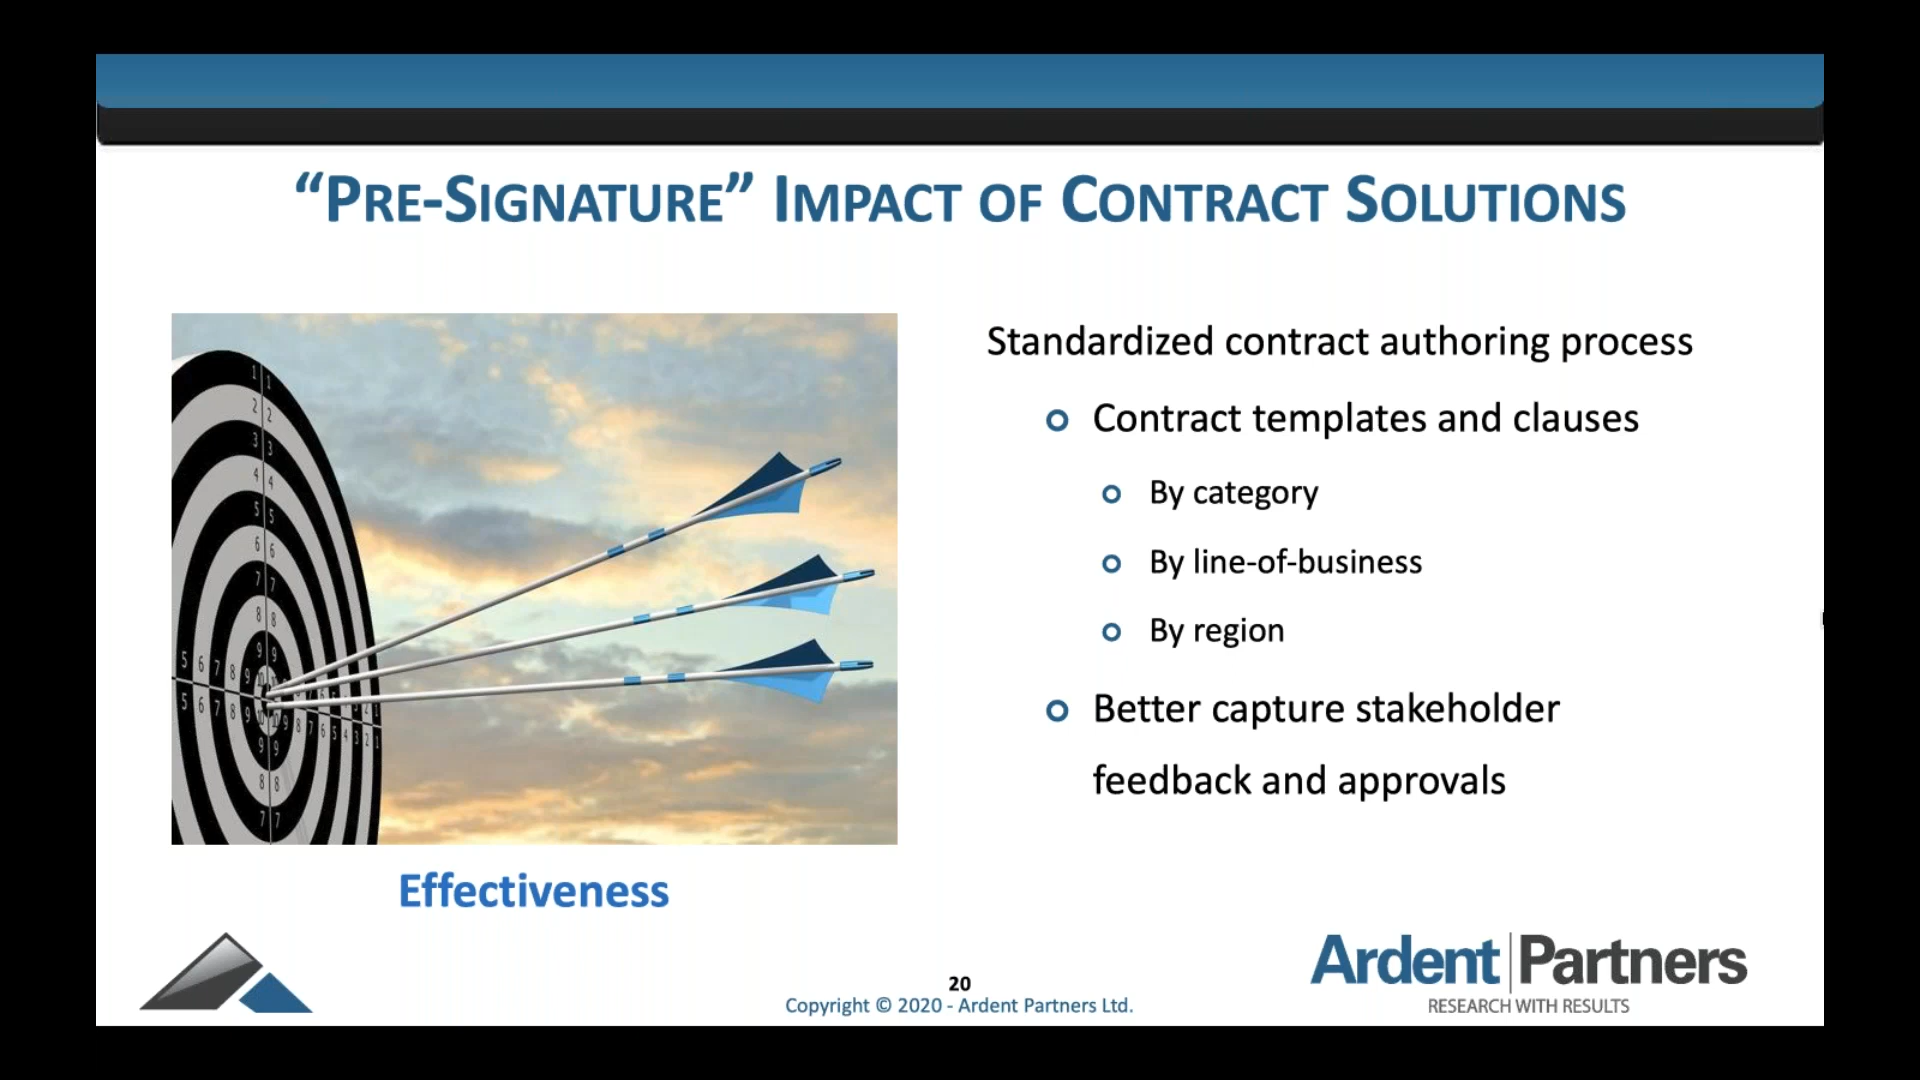 “PRE-SIGNATURE” IMPACT OF CONTRACT SOLUTIONS
Standardized contract authoring process
Contract templates and clauses
By category
By line-of-business
By region
Better capture stakeholder
feedback and approvals
Effectiveness
20
Copyright © 2020 - Ardent Partners Ltd.
Ardent Partners
RESEARCH WITH RESULTS